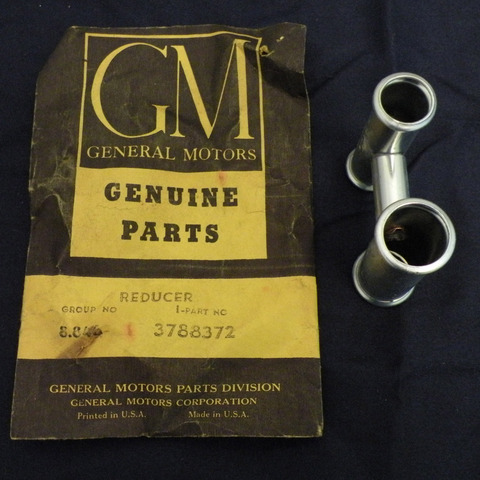 GM
GENERAL MOTORS
GENUINE
PARTS
REDUCER
GROUP NO 1-PART NO
3788372
GENERAL MOTORS PARTS DIVISION
GENERAL MOTORS CORPORATION
Printed in U.S.A. Made in U.S.A.